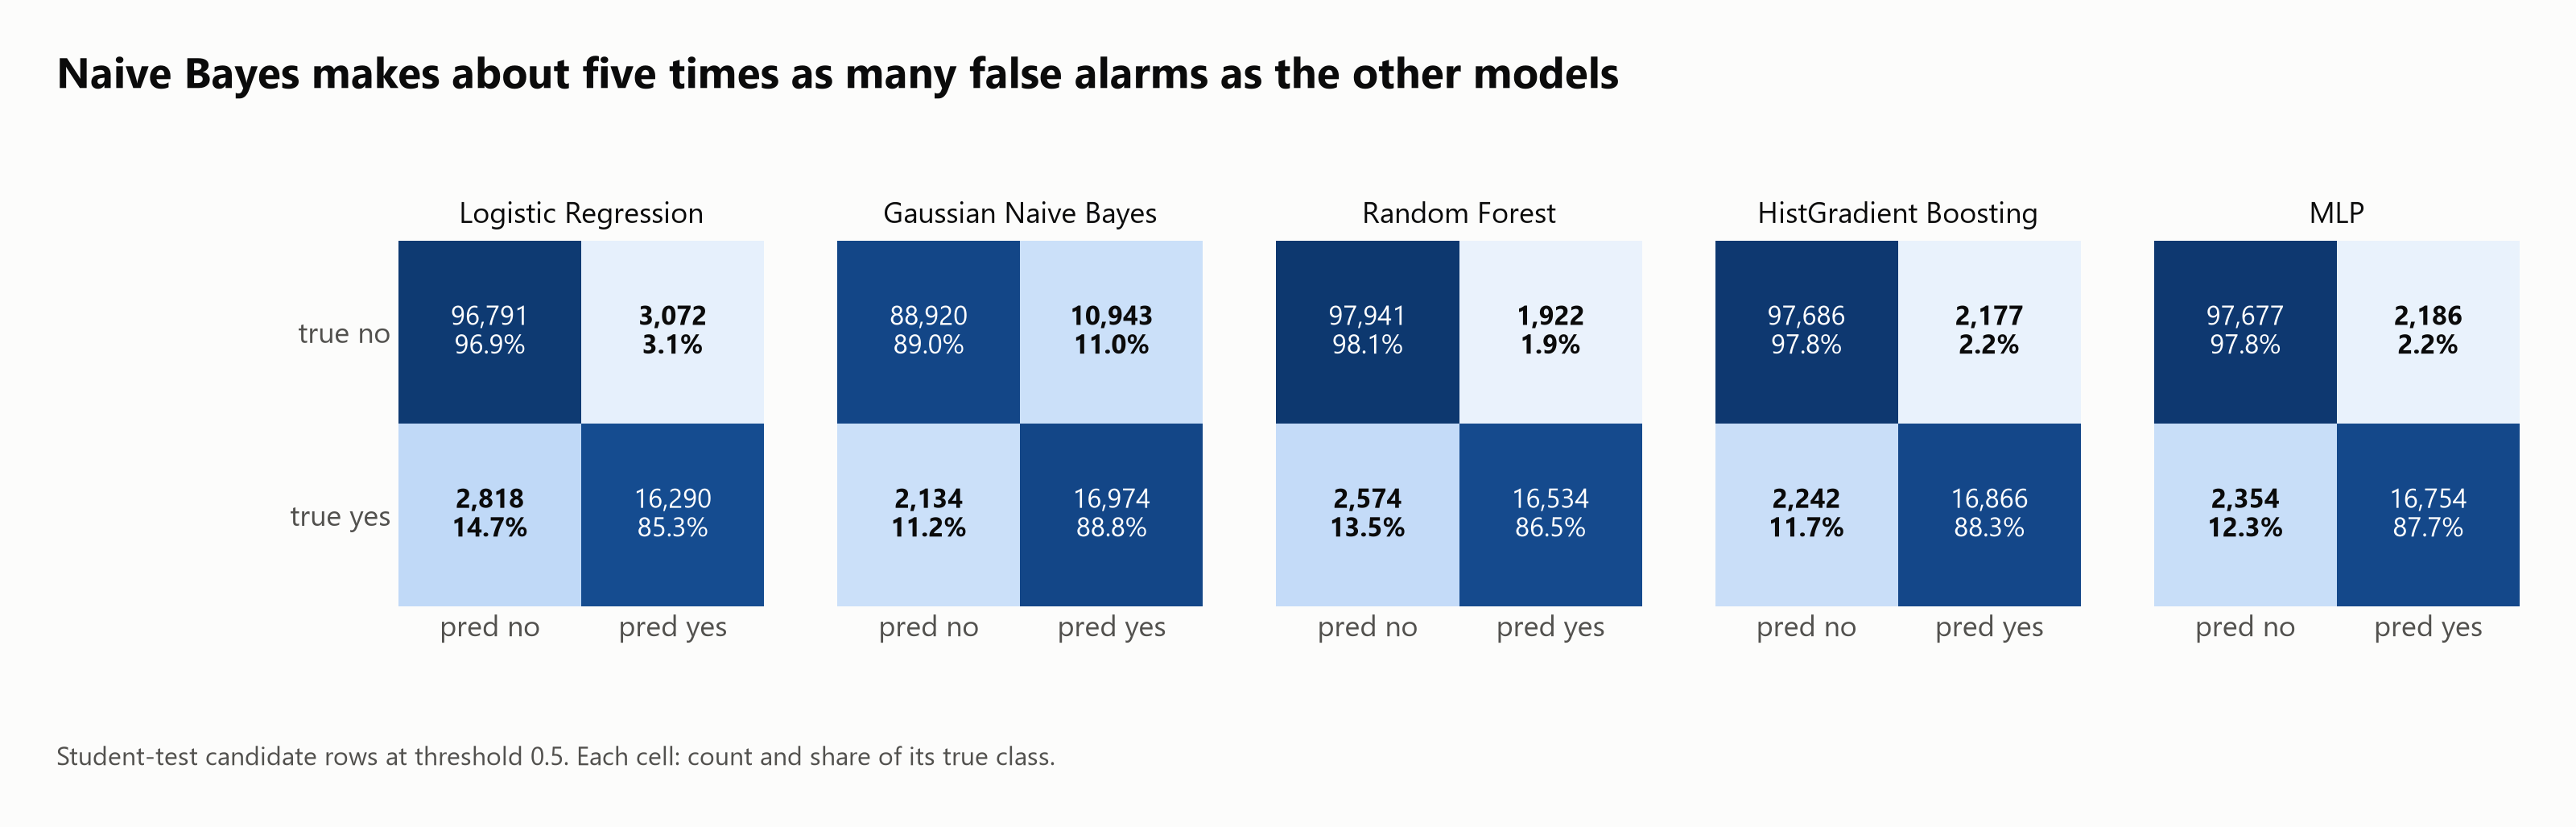 Naive Bayes makes about five times as many false alarms as the other models
Logistic Regression
96,791
96.9%
3,072
3.1%
true no
2,818
14.7%
16,290
85.3%
true yes
pred no
pred yes
Gaussian Naive Bayes
88,920
89.0%
10,943
11.0%
2,134
11.2%
16,974
88.8%
pred no
pred yes
Random Forest
97,941
98.1%
1,922
1.9%
2,574
13.5%
16,534
86.5%
pred no
pred yes
HistGradient Boosting
97,686
97.8%
2,177
2.2%
2,242
11.7%
16,866
88.3%
pred no
pred yes
MLP
97,677
97.8%
2,186
2.2%
2,354
12.3%
16,754
87.7%
pred no
pred yes
Student-test candidate rows at threshold 0.5. Each cell: count and share of its true class.